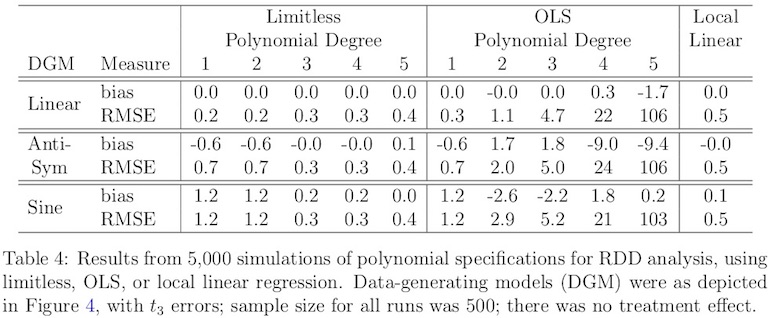 Limitless OLS Local
Polynomial Degree Polynomial Degree Linear
DGM Measure 1 2 3 4 5 1 2 3 4 5
Linear bias 0.0 0.0 0.0 0.0 0.0 0.0 -0.0 0.0 0.3 -1.7 0.0
RMSE 0.2 0.2 0.3 0.3 0.4 0.3 1.1 4.7 22 106 0.5
Anti- bias -0.6 -0.6 -0.0 -0.0 0.1 -0.6 1.7 1.8 -9.0 -9.4 -0.0
Sym RMSE 0.7 0.7 0.3 0.3 0.4 0.7 2.0 5.0 24 106 0.5
Sine bias 1.2 1.2 0.2 0.2 0.0 1.2 -2.6 -2.2 1.8 0.2 0.1
RMSE 1.2 1.2 0.3 0.3 0.4 1.2 2.9 5.2 21 103 0.5
Table 4: Results from 5,000 simulations of polynomial specifications for RDD analysis, using
limitless, OLS, or local linear regression. Data-generating models (DGM) were as depicted
in Figure 4, with t₃ errors; sample size for all runs was 500; there was no treatment effect.